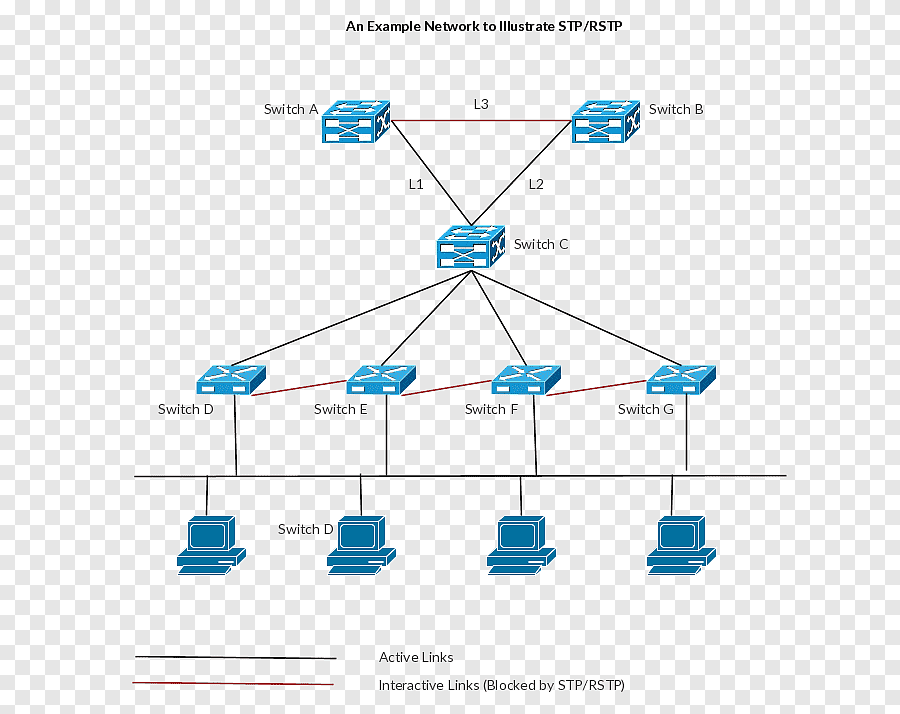 An Example Network to Illustrate STP/RSTP
L3
Switch A
Switch B
L1
L2
Switch C
Switch D
Switch E
Switch F
Switch G
Switch D
Active Links
Interactive Links (Blocked by STP/RSTP)